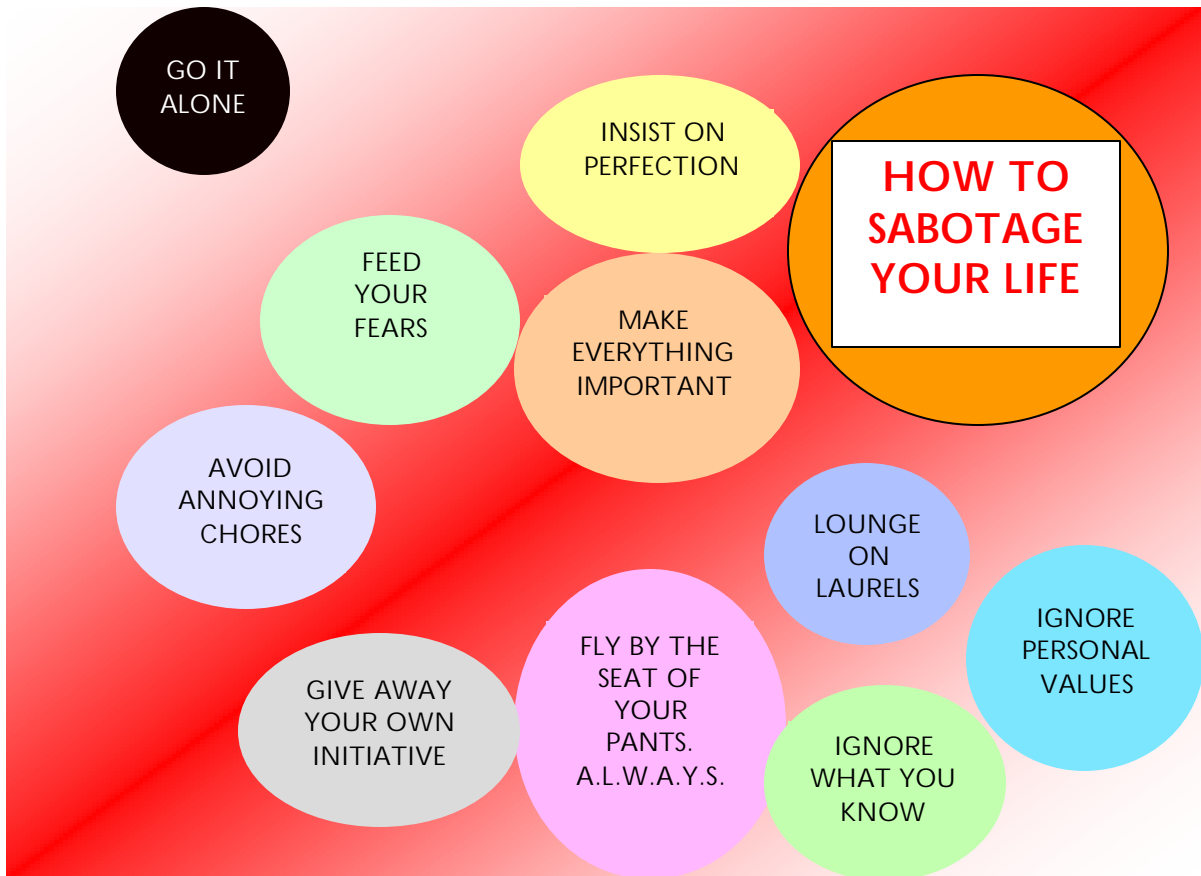 GO IT
ALONE
INSIST ON
PERFECTION
HOW TO
SABOTAGE
YOUR LIFE
FEED
YOUR
FEARS
MAKE
EVERYTHING
IMPORTANT
AVOID
ANNOYING
CHORES
LOUNGE
ON
LAURELS
IGNORE
PERSONAL
VALUES
GIVE AWAY
YOUR OWN
INITIATIVE
FLY BY THE
SEAT OF
YOUR
PANTS.
A.L.W.A.Y.S.
IGNORE
WHAT YOU
KNOW